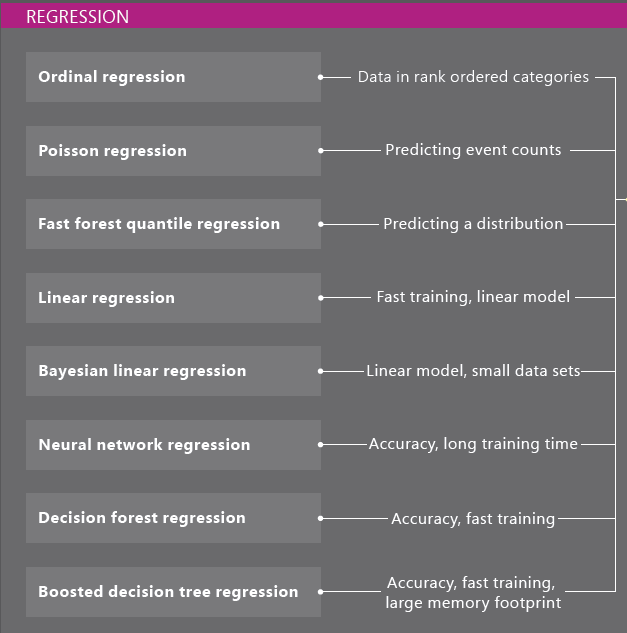 REGRESSION
Ordinal regression
Data in rank ordered categories
Poisson regression
Predicting event counts
Fast forest quantile regression
Predicting a distribution
Linear regression
Fast training, linear model
Bayesian linear regression
Linear model, small data sets
Neural network regression
Accuracy, long training time
Decision forest regression
Accuracy, fast training
Boosted decision tree regression
Accuracy, fast training,
large memory footprint